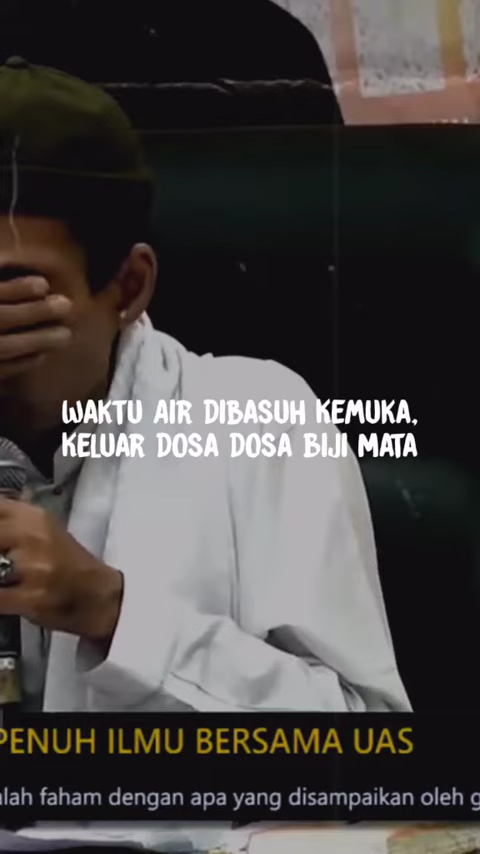 WAKTU AIR DIBASUH KEMUKA,
KELUAR DOSA DOSA BIJI MATA
PENUH ILMU BERSAMA UAS
alah faham dengan apa yang disampaikan oleh g